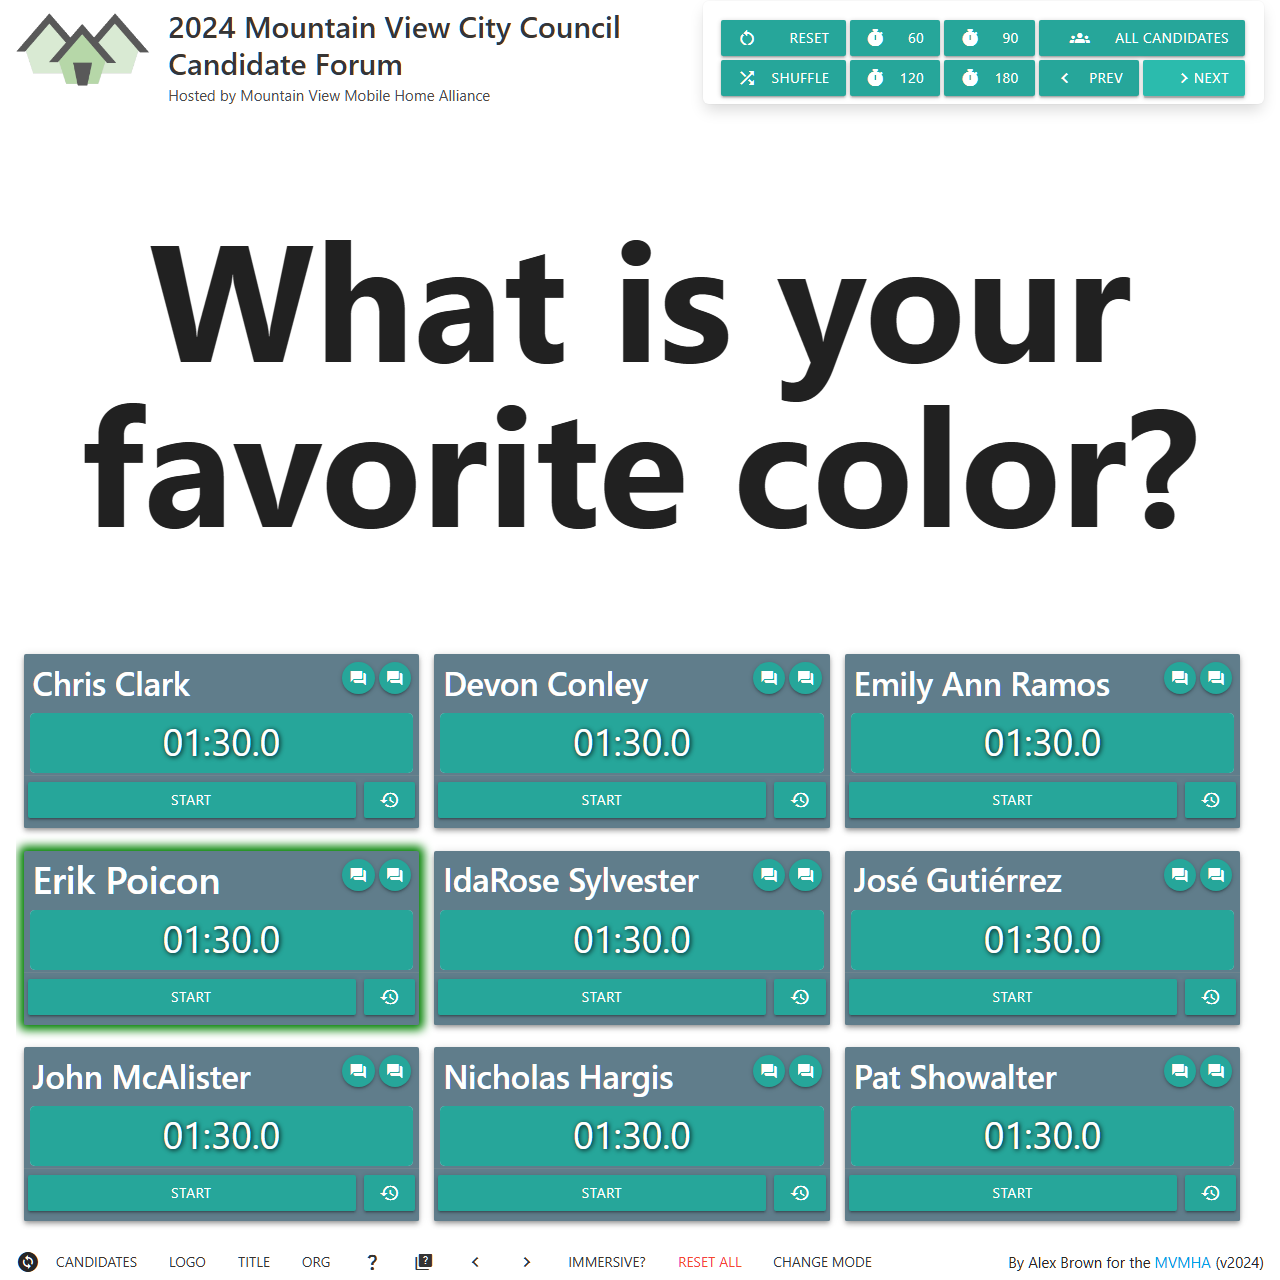 2024 Mountain View City Council
Candidate Forum
Hosted by Mountain View Mobile Home Alliance
RESET 60 90 ALL CANDIDATES
SHUFFLE 120 180 PREV NEXT
What is your
favorite color?
Chris Clark
01:30.0
START
Devon Conley
01:30.0
START
Emily Ann Ramos
01:30.0
START
Erik Poicon
01:30.0
START
IdaRose Sylvester
01:30.0
START
José Gutiérrez
01:30.0
START
John McAlister
01:30.0
START
Nicholas Hargis
01:30.0
START
Pat Showalter
01:30.0
START
CANDIDATES LOGO TITLE ORG ? IMMERSIVE? RESET ALL CHANGE MODE By Alex Brown for the MVMHA (v2024)